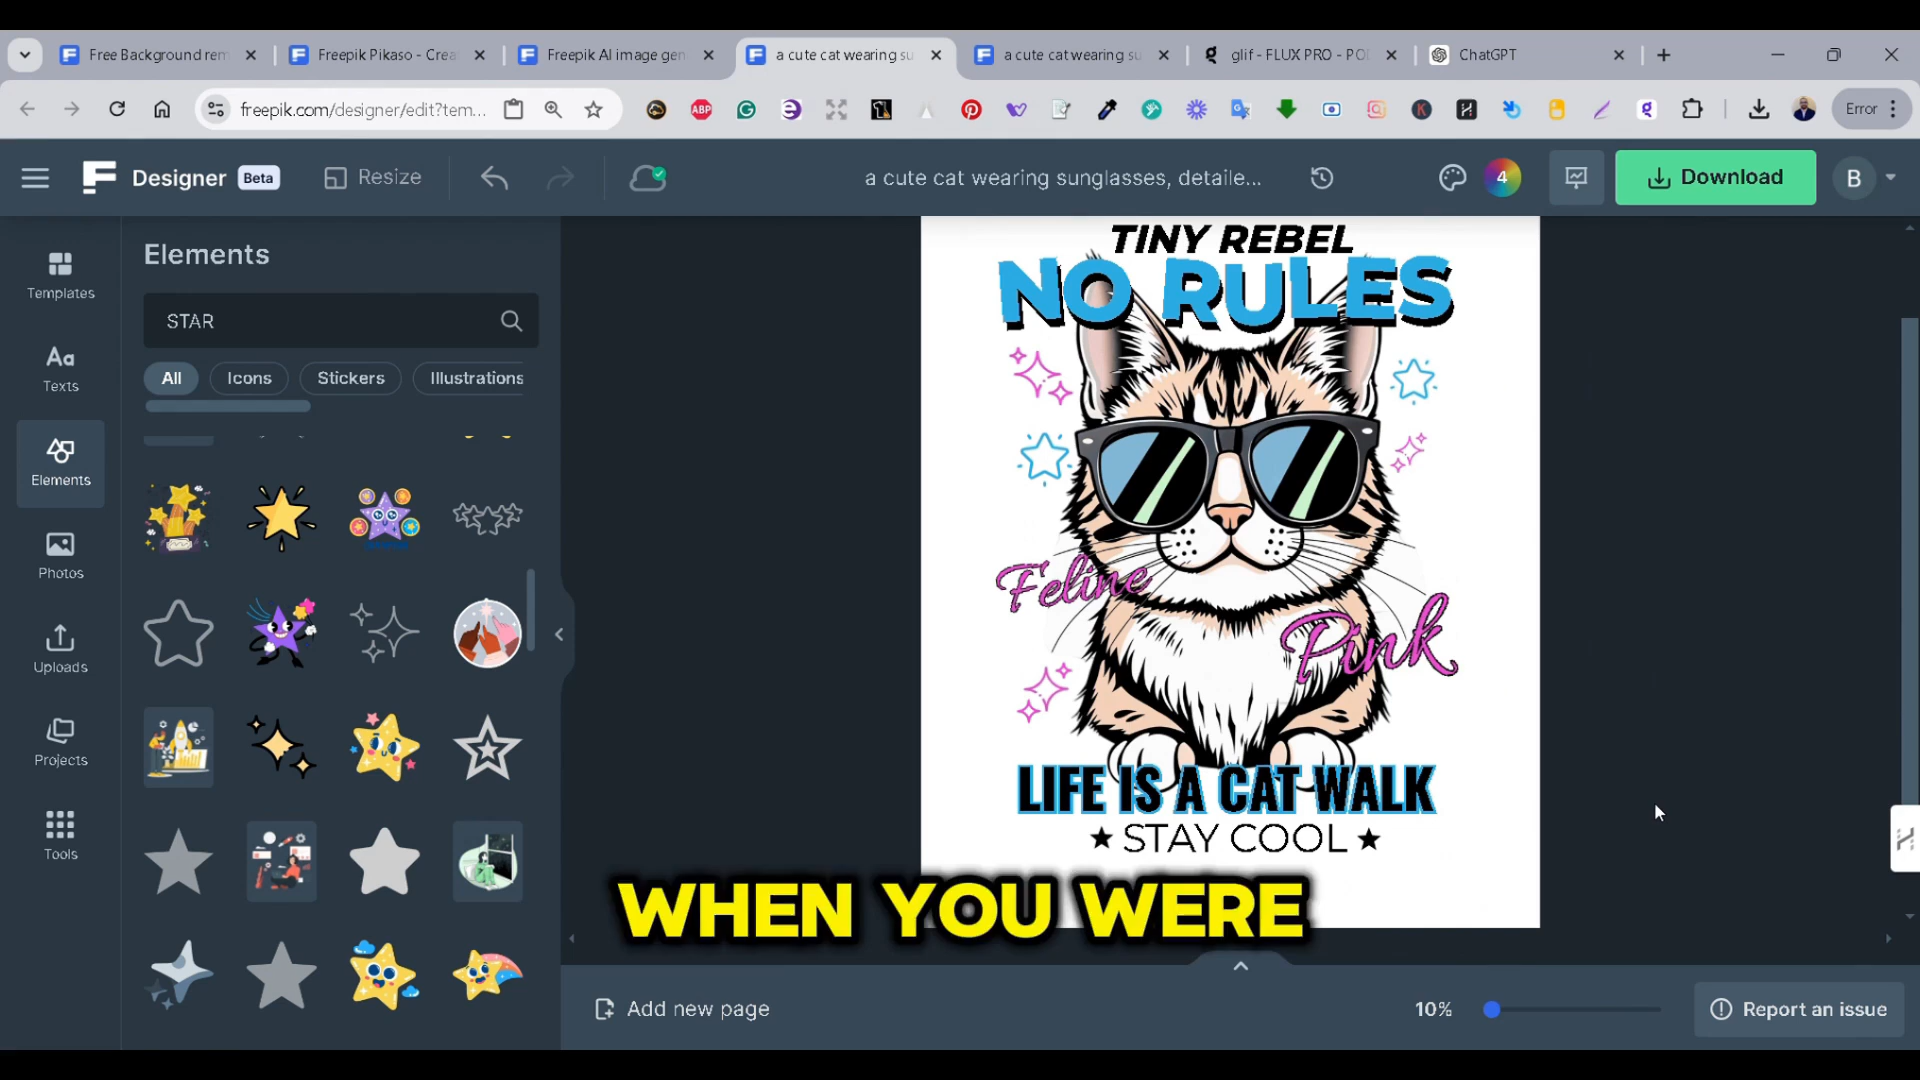 Free Background rem
Freepik Pikaso - Creat
Freepik AI image gen
a cute cat wearing su
a cute cat wearing su
glif - FLUX PRO - POD
ChatGPT
freepik.com/designer/edit?tem...
Error
Designer
Beta
Resize
a cute cat wearing sunglasses, detaile...
4
Download
B
Templates
Texts
Elements
Photos
Uploads
Projects
Tools
Elements
STAR
All
Icons
Stickers
Illustrations
TINY REBEL
NO RULES
Feline
Pink
LIFE IS A CAT WALK
★ STAY COOL ★
WHEN YOU WERE
Add new page
10%
Report an issue